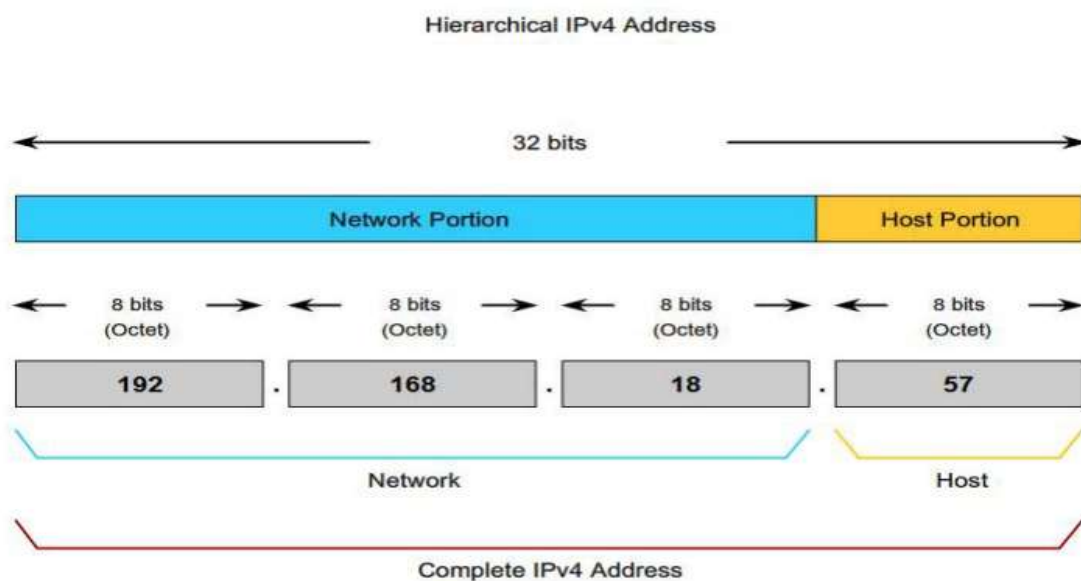 Hierarchical IPv4 Address
32 bits
Network Portion Host Portion
8 bits 8 bits 8 bits 8 bits
(Octet) (Octet) (Octet) (Octet)
192 . 168 . 18 . 57
Network Host
Complete IPv4 Address